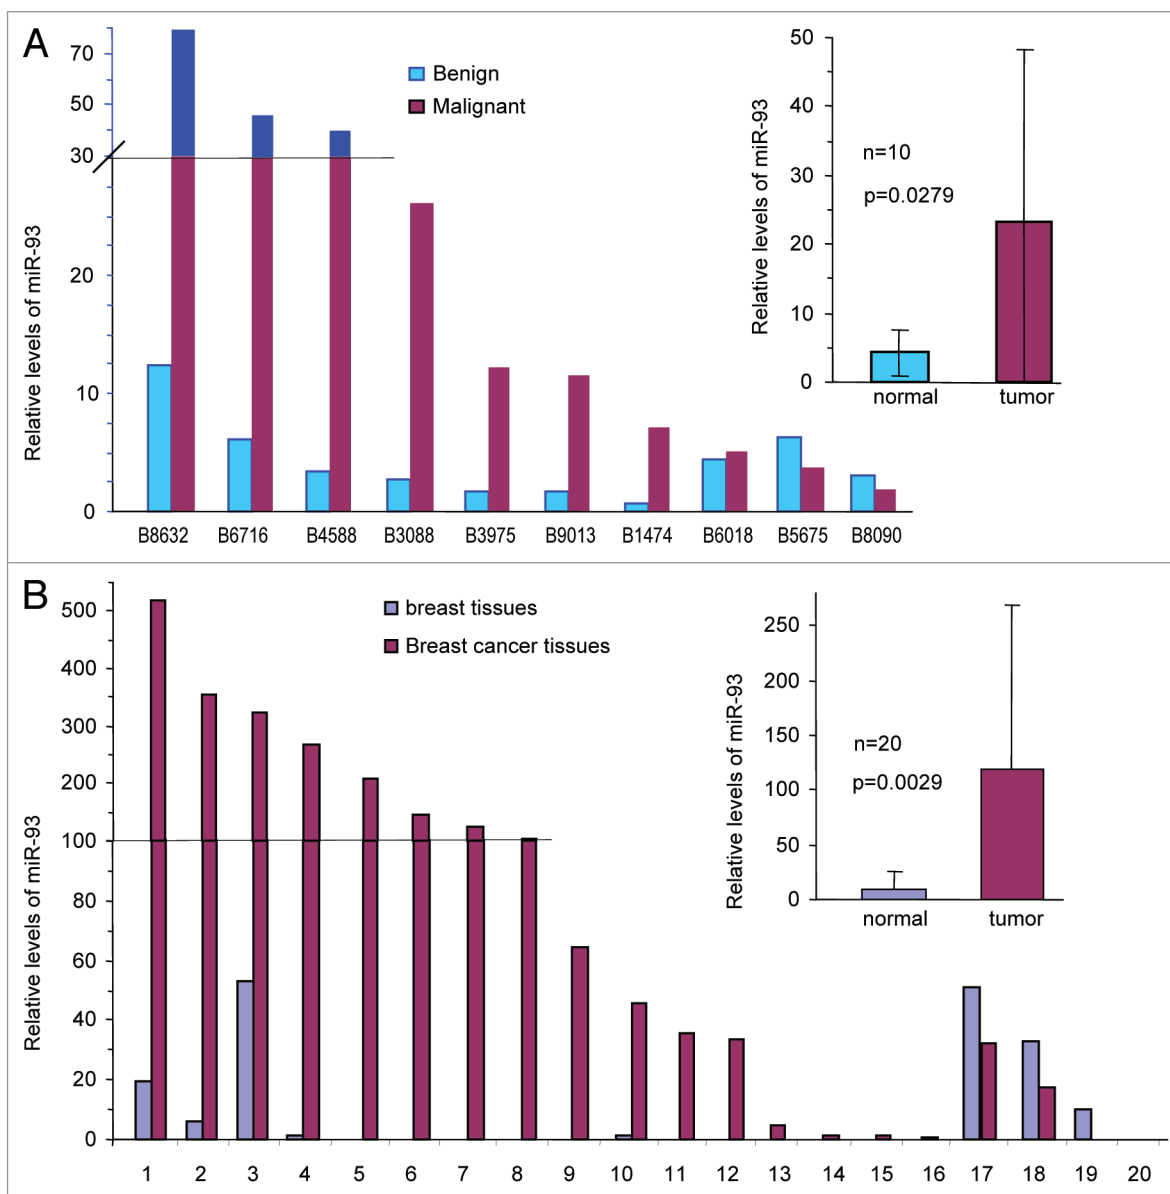 A
Relative levels of miR-93
70
50
30
20
10
0
Benign
Malignant
B8632 B6716 B4588 B3088 B3975 B9013 B1474 B6018 B5675 B8090
Relative levels of miR-93
50
40
30
20
10
0
n=10
p=0.0279
normal tumor
B
Relative levels of miR-93
500
400
300
200
100
80
60
40
20
0
breast tissues
Breast cancer tissues
1 2 3 4 5 6 7 8 9 10 11 12 13 14 15 16 17 18 19 20
Relative levels of miR-93
250
200
150
100
50
0
n=20
p=0.0029
normal tumor